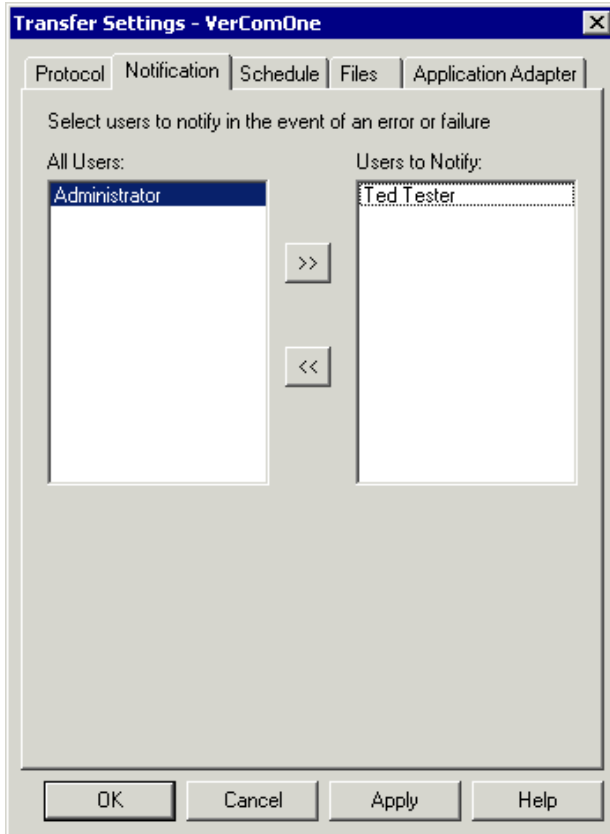 Transfer Settings - VerComOne
Protocol Notification Schedule Files Application Adapter
Select users to notify in the event of an error or failure
All Users: Users to Notify:
Administrator Ted Tester
>>
<<
OK Cancel Apply Help